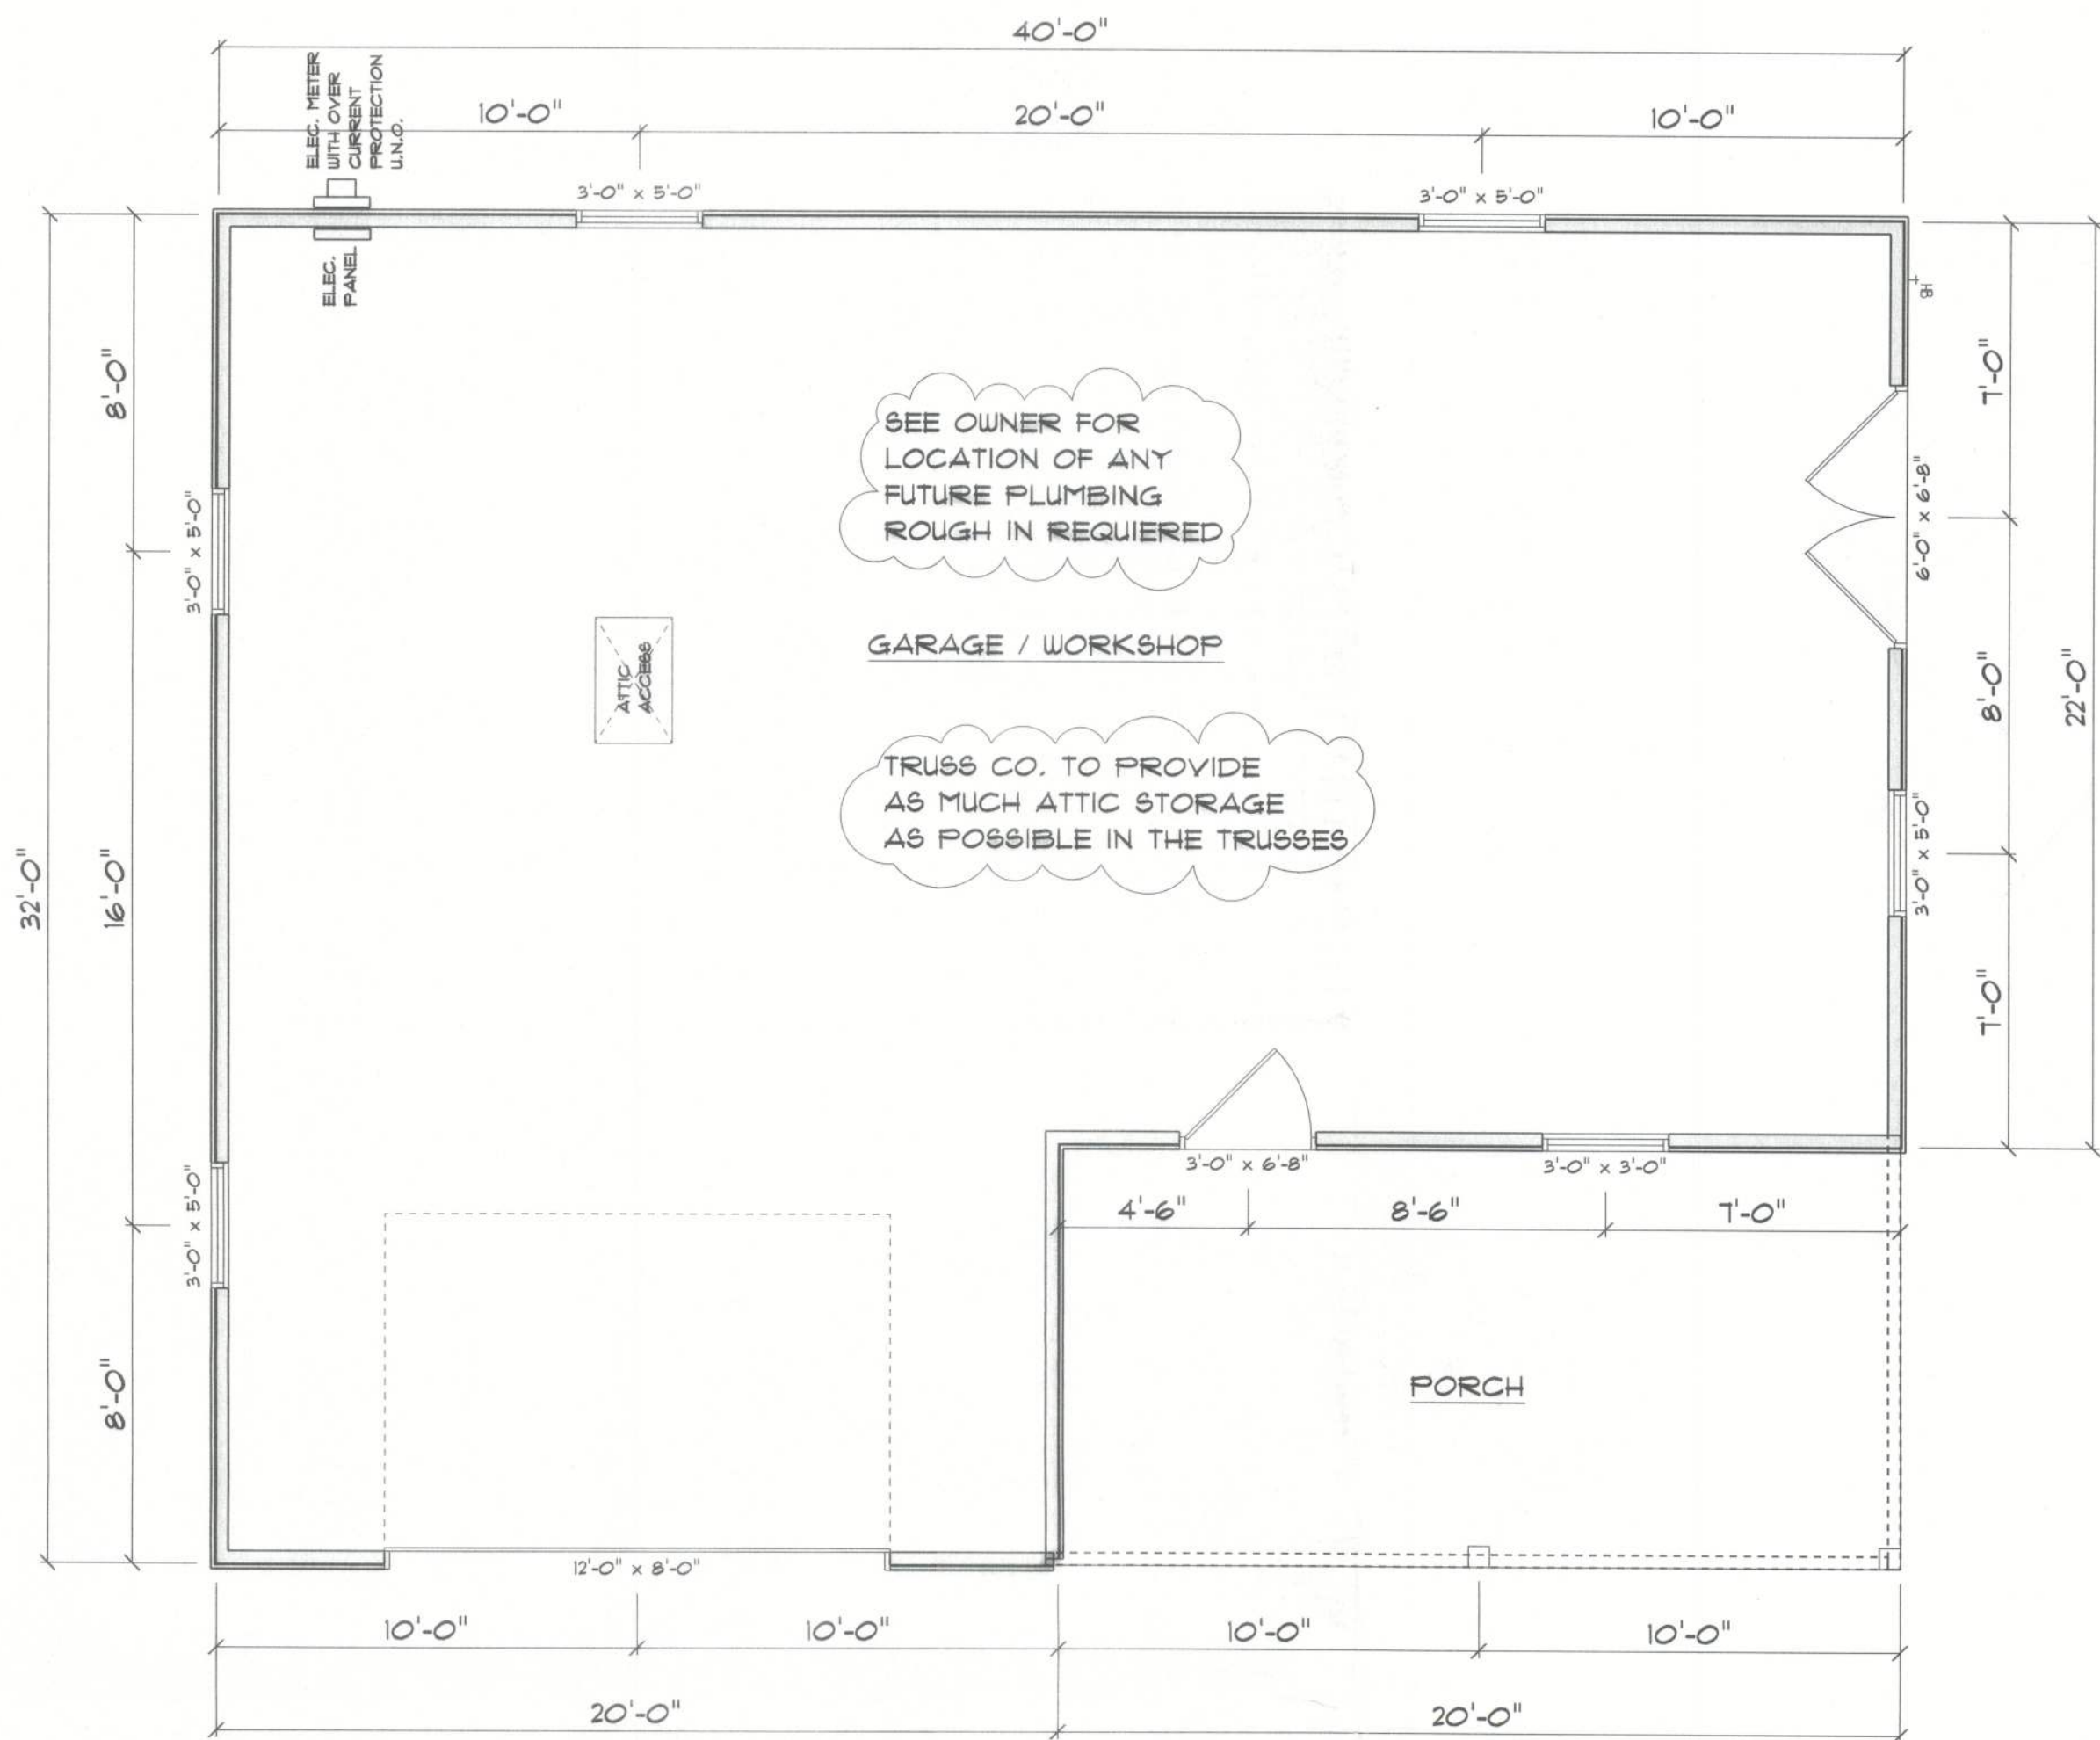 40'-0"
10'-0"
20'-0"
10'-0"
ELEC. METER
WITH OVER
CURRENT
PROTECTION
U.N.O.
3'-0" x 5'-0"
3'-0" x 5'-0"
ELEC.
PANEL
HB
8'-0"
7'-0"
SEE OWNER FOR
LOCATION OF ANY
FUTURE PLUMBING
ROUGH IN REQUIERED
3'-0" x 5'-0"
6'-0" x 6'-8"
GARAGE / WORKSHOP
ATTIC
ACCESS
8'-0"
22'-0"
TRUSS CO. TO PROVIDE
AS MUCH ATTIC STORAGE
AS POSSIBLE IN THE TRUSSES
32'-0"
16'-0"
3'-0" x 5'-0"
7'-0"
3'-0" x 6'-8"
3'-0" x 3'-0"
3'-0" x 5'-0"
4'-6"
8'-6"
7'-0"
8'-0"
PORCH
12'-0" x 8'-0"
10'-0"
10'-0"
10'-0"
10'-0"
20'-0"
20'-0"